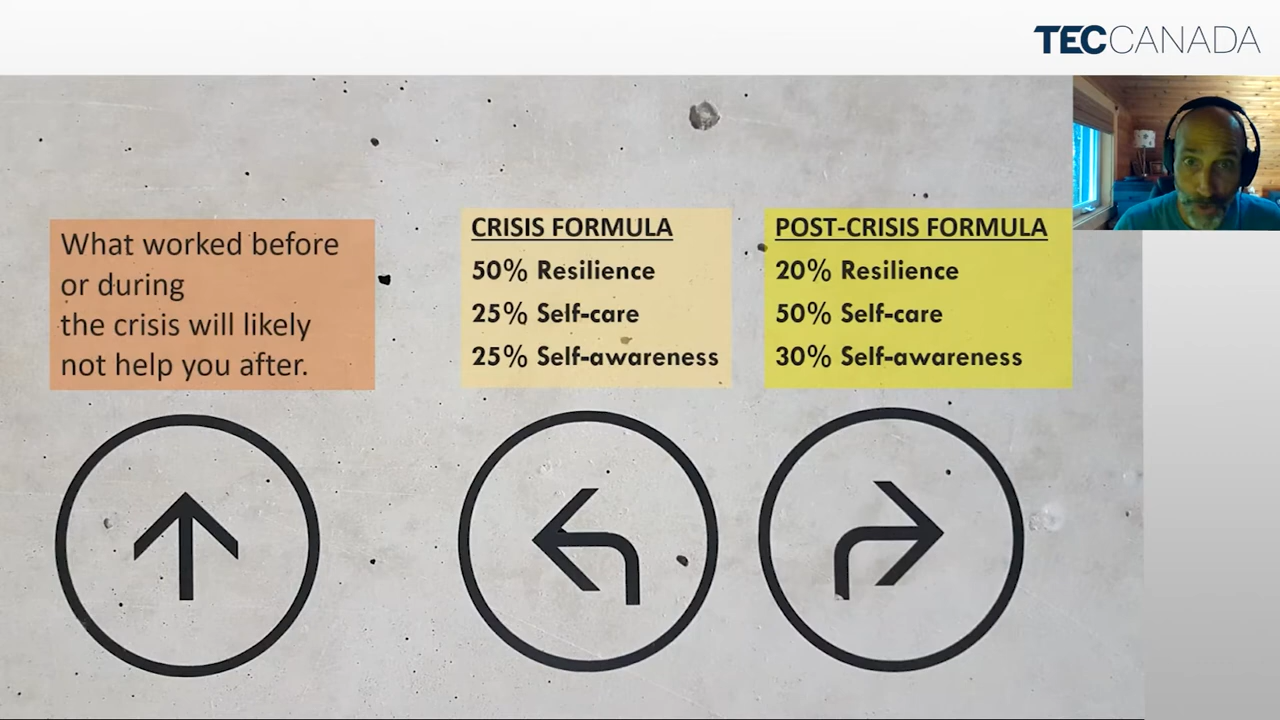 TECCANADA
What worked before
or during
the crisis will likely
not help you after.
CRISIS FORMULA
50% Resilience
25% Self-care
25% Self-awareness
POST-CRISIS FORMULA
20% Resilience
50% Self-care
30% Self-awareness